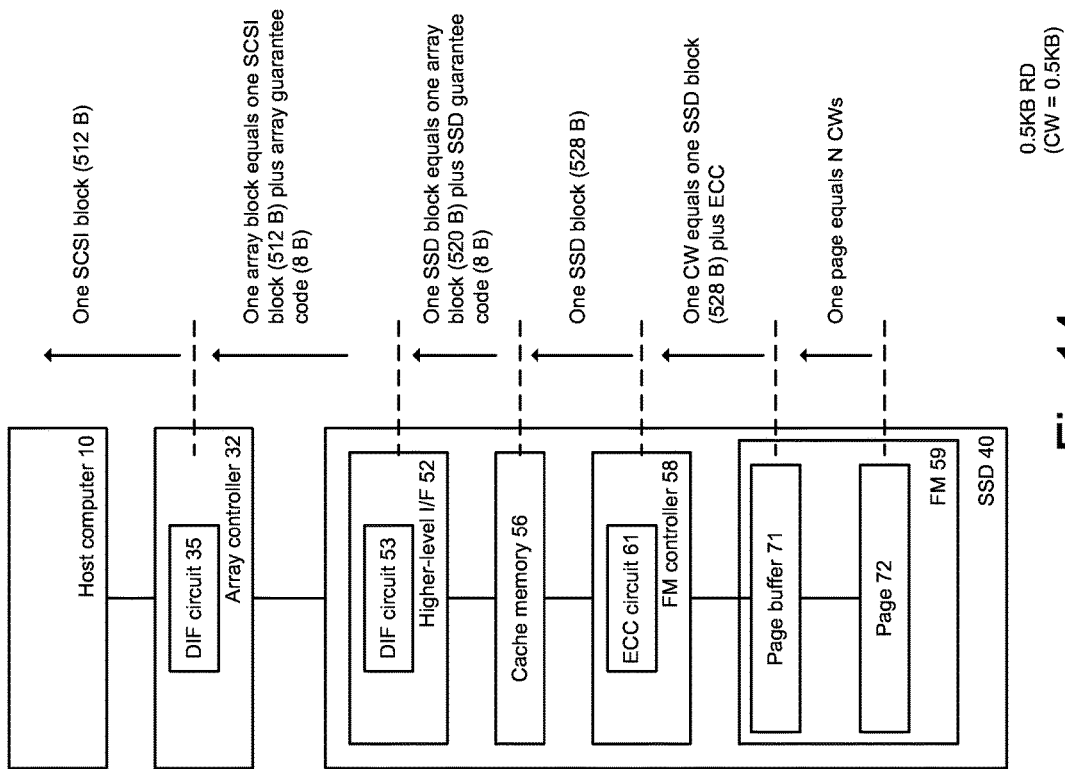 Host computer 10
DIF circuit 35
Array controller 32
DIF circuit 53
Higher-level I/F 52
Cache memory 56
ECC circuit 61
FM controller 58
Page buffer 71
Page 72
FM 59
SSD 40
One SCSI block (512 B)
One array block equals one SCSI
block (512 B) plus array guarantee
code (8 B)
One SSD block equals one array
block (520 B) plus SSD guarantee
code (8 B)
One SSD block (528 B)
One CW equals one SSD block
(528 B) plus ECC
One page equals N CWs
0.5KB RD
(CW = 0.5KB)